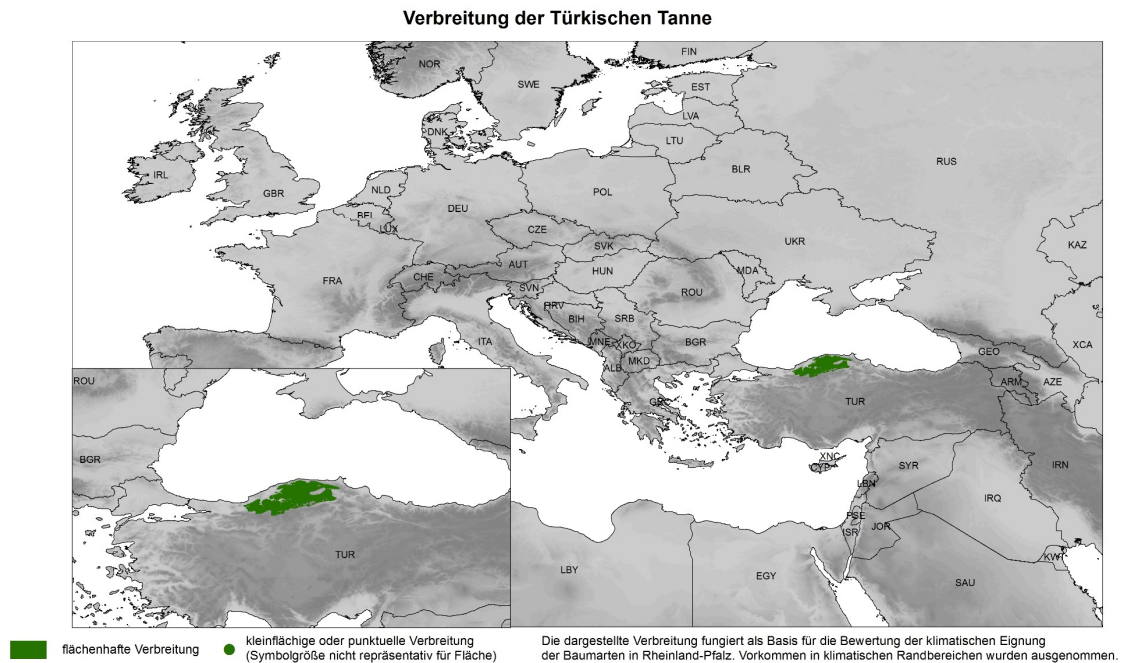 Verbreitung der Türkischen Tanne
NOR
FIN
SWE
EST
LVA
DNK
LTU
RUS
IRL
GBR
NLD
BLR
POL
DEU
BEL
LUX
CZE
UKR
KAZ
SVK
AUT
HUN
MDA
CHE
FRA
SVN
ROU
HRV
BIH
SRB
ITA
MNE
XKO
BGR
GEO
XCA
MKD
ALB
ARM
AZE
GRC
TUR
XNC
CYP
SYR
IRN
LBN
IRQ
PSE
ISR
JOR
KW
LBY
EGY
SAU
ROU
BGR
TUR
flächenhafte Verbreitung
kleinflächige oder punktuelle Verbreitung
(Symbolgröße nicht repräsentativ für Fläche)
Die dargestellte Verbreitung fungiert als Basis für die Bewertung der klimatischen Eignung
der Baumarten in Rheinland-Pfalz. Vorkommen in klimatischen Randbereichen wurden ausgenommen.